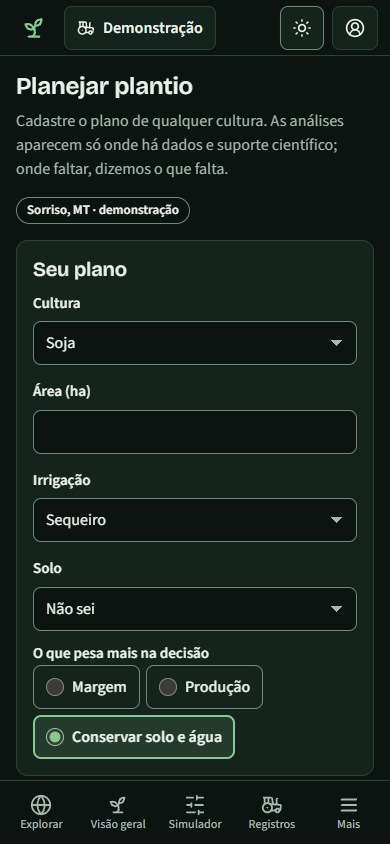 Demonstração
Planejar plantio
Cadastre o plano de qualquer cultura. As análises
aparecem só onde há dados e suporte científico;
onde faltar, dizemos o que falta.
Sorriso, MT · demonstração
Seu plano
Cultura
Soja
Área (ha)
Irrigação
Sequeiro
Solo
Não sei
O que pesa mais na decisão
Margem
Produção
Conservar solo e água
Explorar
Visão geral
Simulador
Registros
Mais